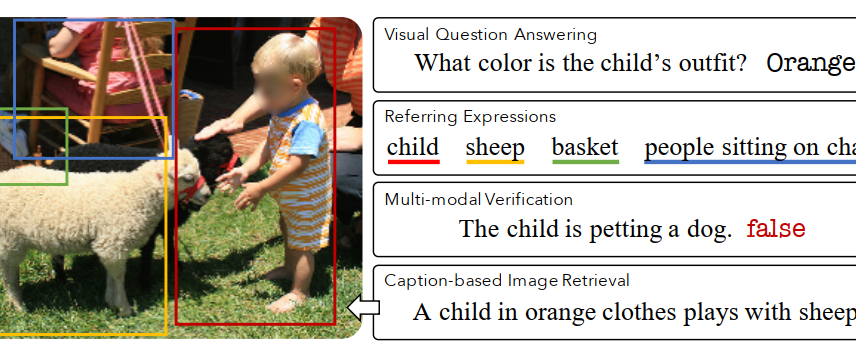 Visual Question Answering
What color is the child's outfit? Orange
Referring Expressions
child sheep basket people sitting on
Multi-modal Verification
The child is petting a dog. false
Caption-based Image Retrieval
A child in orange clothes plays with sheep